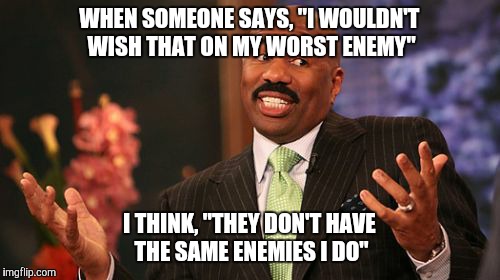 WHEN SOMEONE SAYS, "I WOULDN'T
WISH THAT ON MY WORST ENEMY"
I THINK, "THEY DON'T HAVE
THE SAME ENEMIES I DO"
imgflip.com